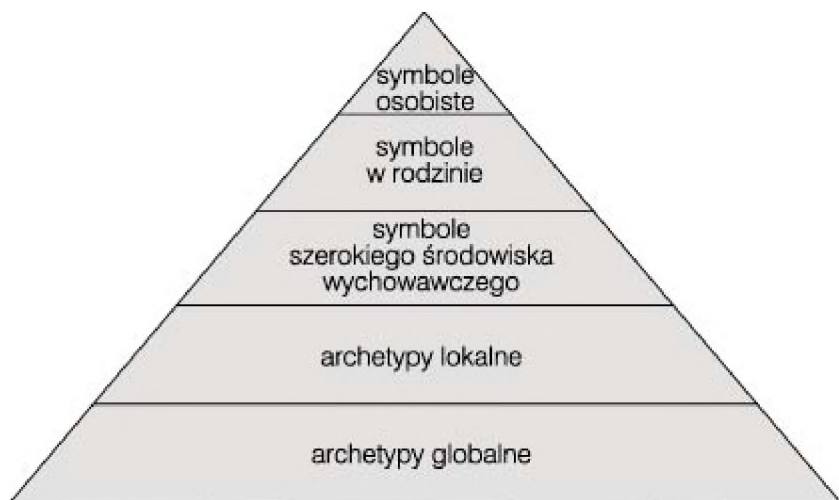 symbole
osobiste
symbole
w rodzinie
symbole
szerokiego środowiska
wychowawczego
archetypy lokalne
archetypy globalne